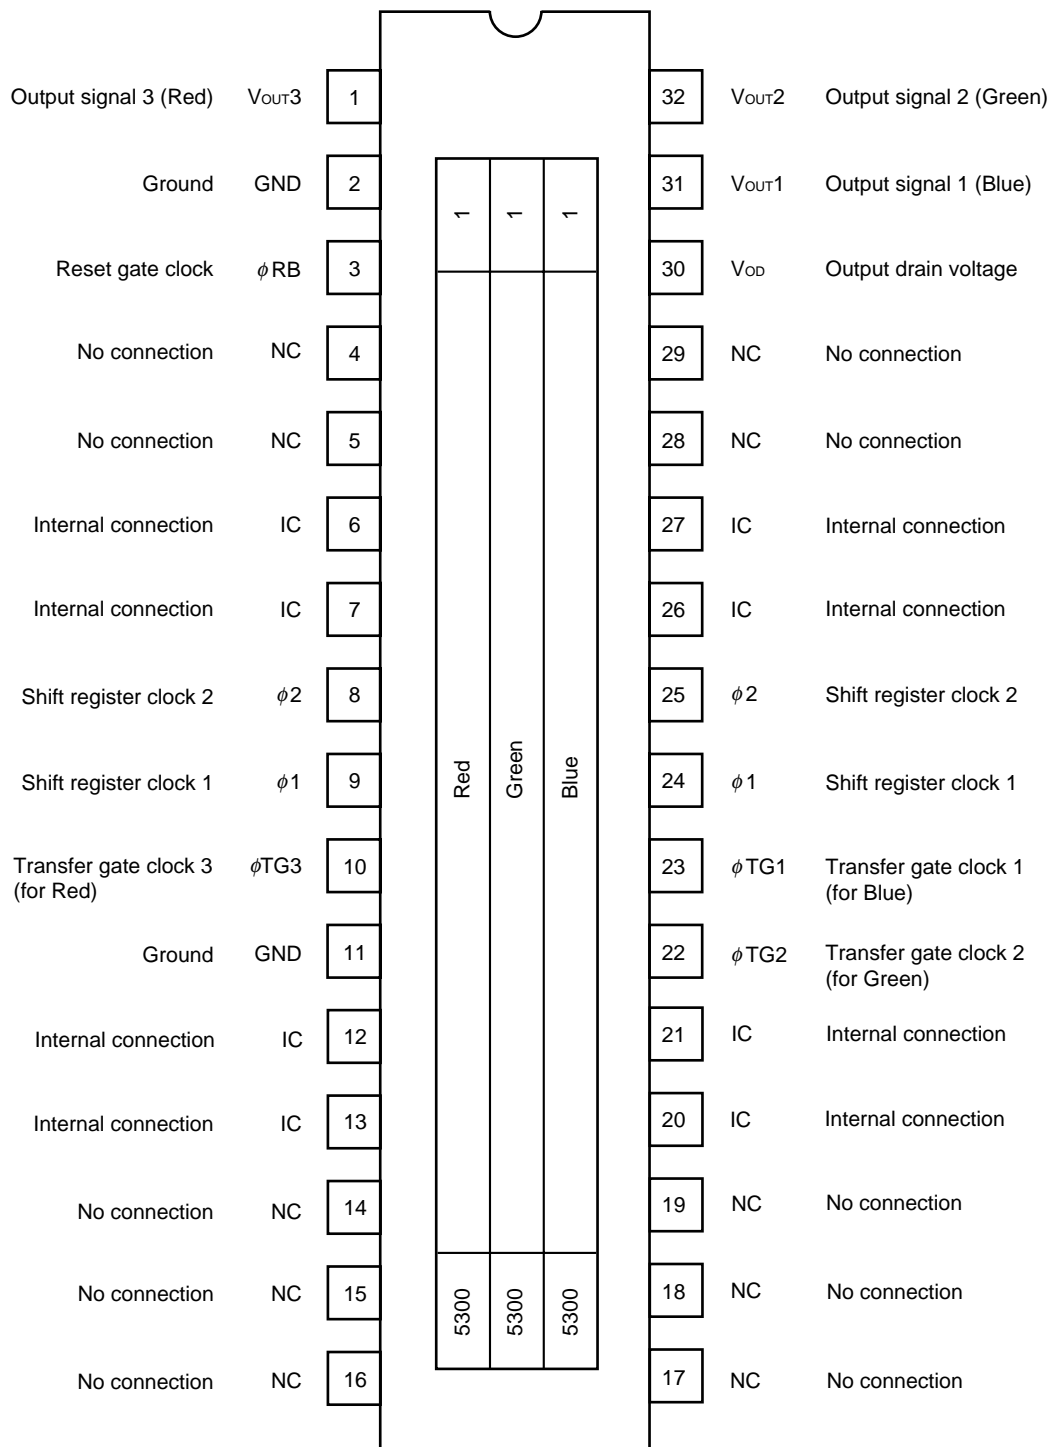 Output signal 3 (Red) VOUT3 1 32 VOUT2 Output signal 2 (Green)
Ground GND 2 31 VOUT1 Output signal 1 (Blue)
1 1 1
Reset gate clock ϕRB 3 30 VOD Output drain voltage
No connection NC 4 29 NC No connection
No connection NC 5 28 NC No connection
Internal connection IC 6 27 IC Internal connection
Internal connection IC 7 26 IC Internal connection
Shift register clock 2 ϕ2 8 25 ϕ2 Shift register clock 2
Red Green Blue
Shift register clock 1 ϕ1 9 24 ϕ1 Shift register clock 1
Transfer gate clock 3 ϕTG3 10 23 ϕTG1 Transfer gate clock 1
(for Red) (for Blue)
Ground GND 11 22 ϕTG2 Transfer gate clock 2
(for Green)
Internal connection IC 12 21 IC Internal connection
Internal connection IC 13 20 IC Internal connection
No connection NC 14 19 NC No connection
No connection NC 15 18 NC No connection
5300 5300 5300
No connection NC 16 17 NC No connection